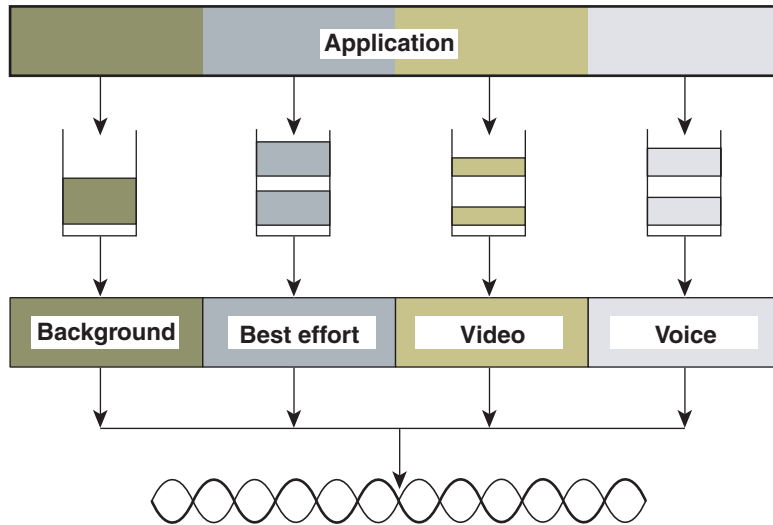 Application
Background
Best effort
Video
Voice